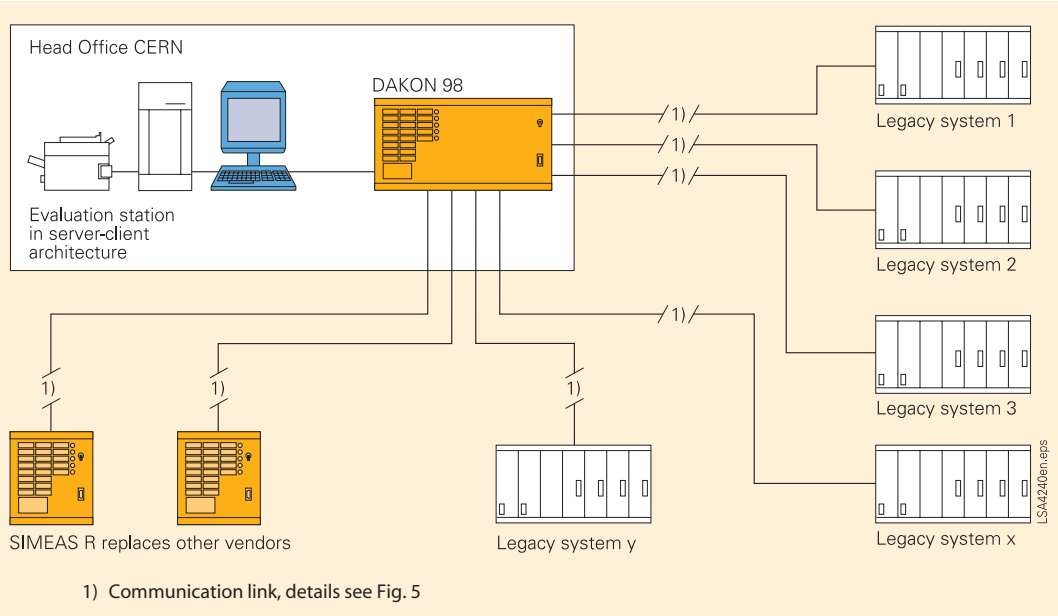 Head Office CERN
DAKON 98
1)
Legacy system 1
1)
1)
Legacy system 2
Evaluation station
in server-client
architecture
1)
Legacy system 3
1)
1)
1)
SIMEAS R replaces other vendors
Legacy system y
Legacy system x
LSA4240en.eps
1) Communication link, details see Fig. 5